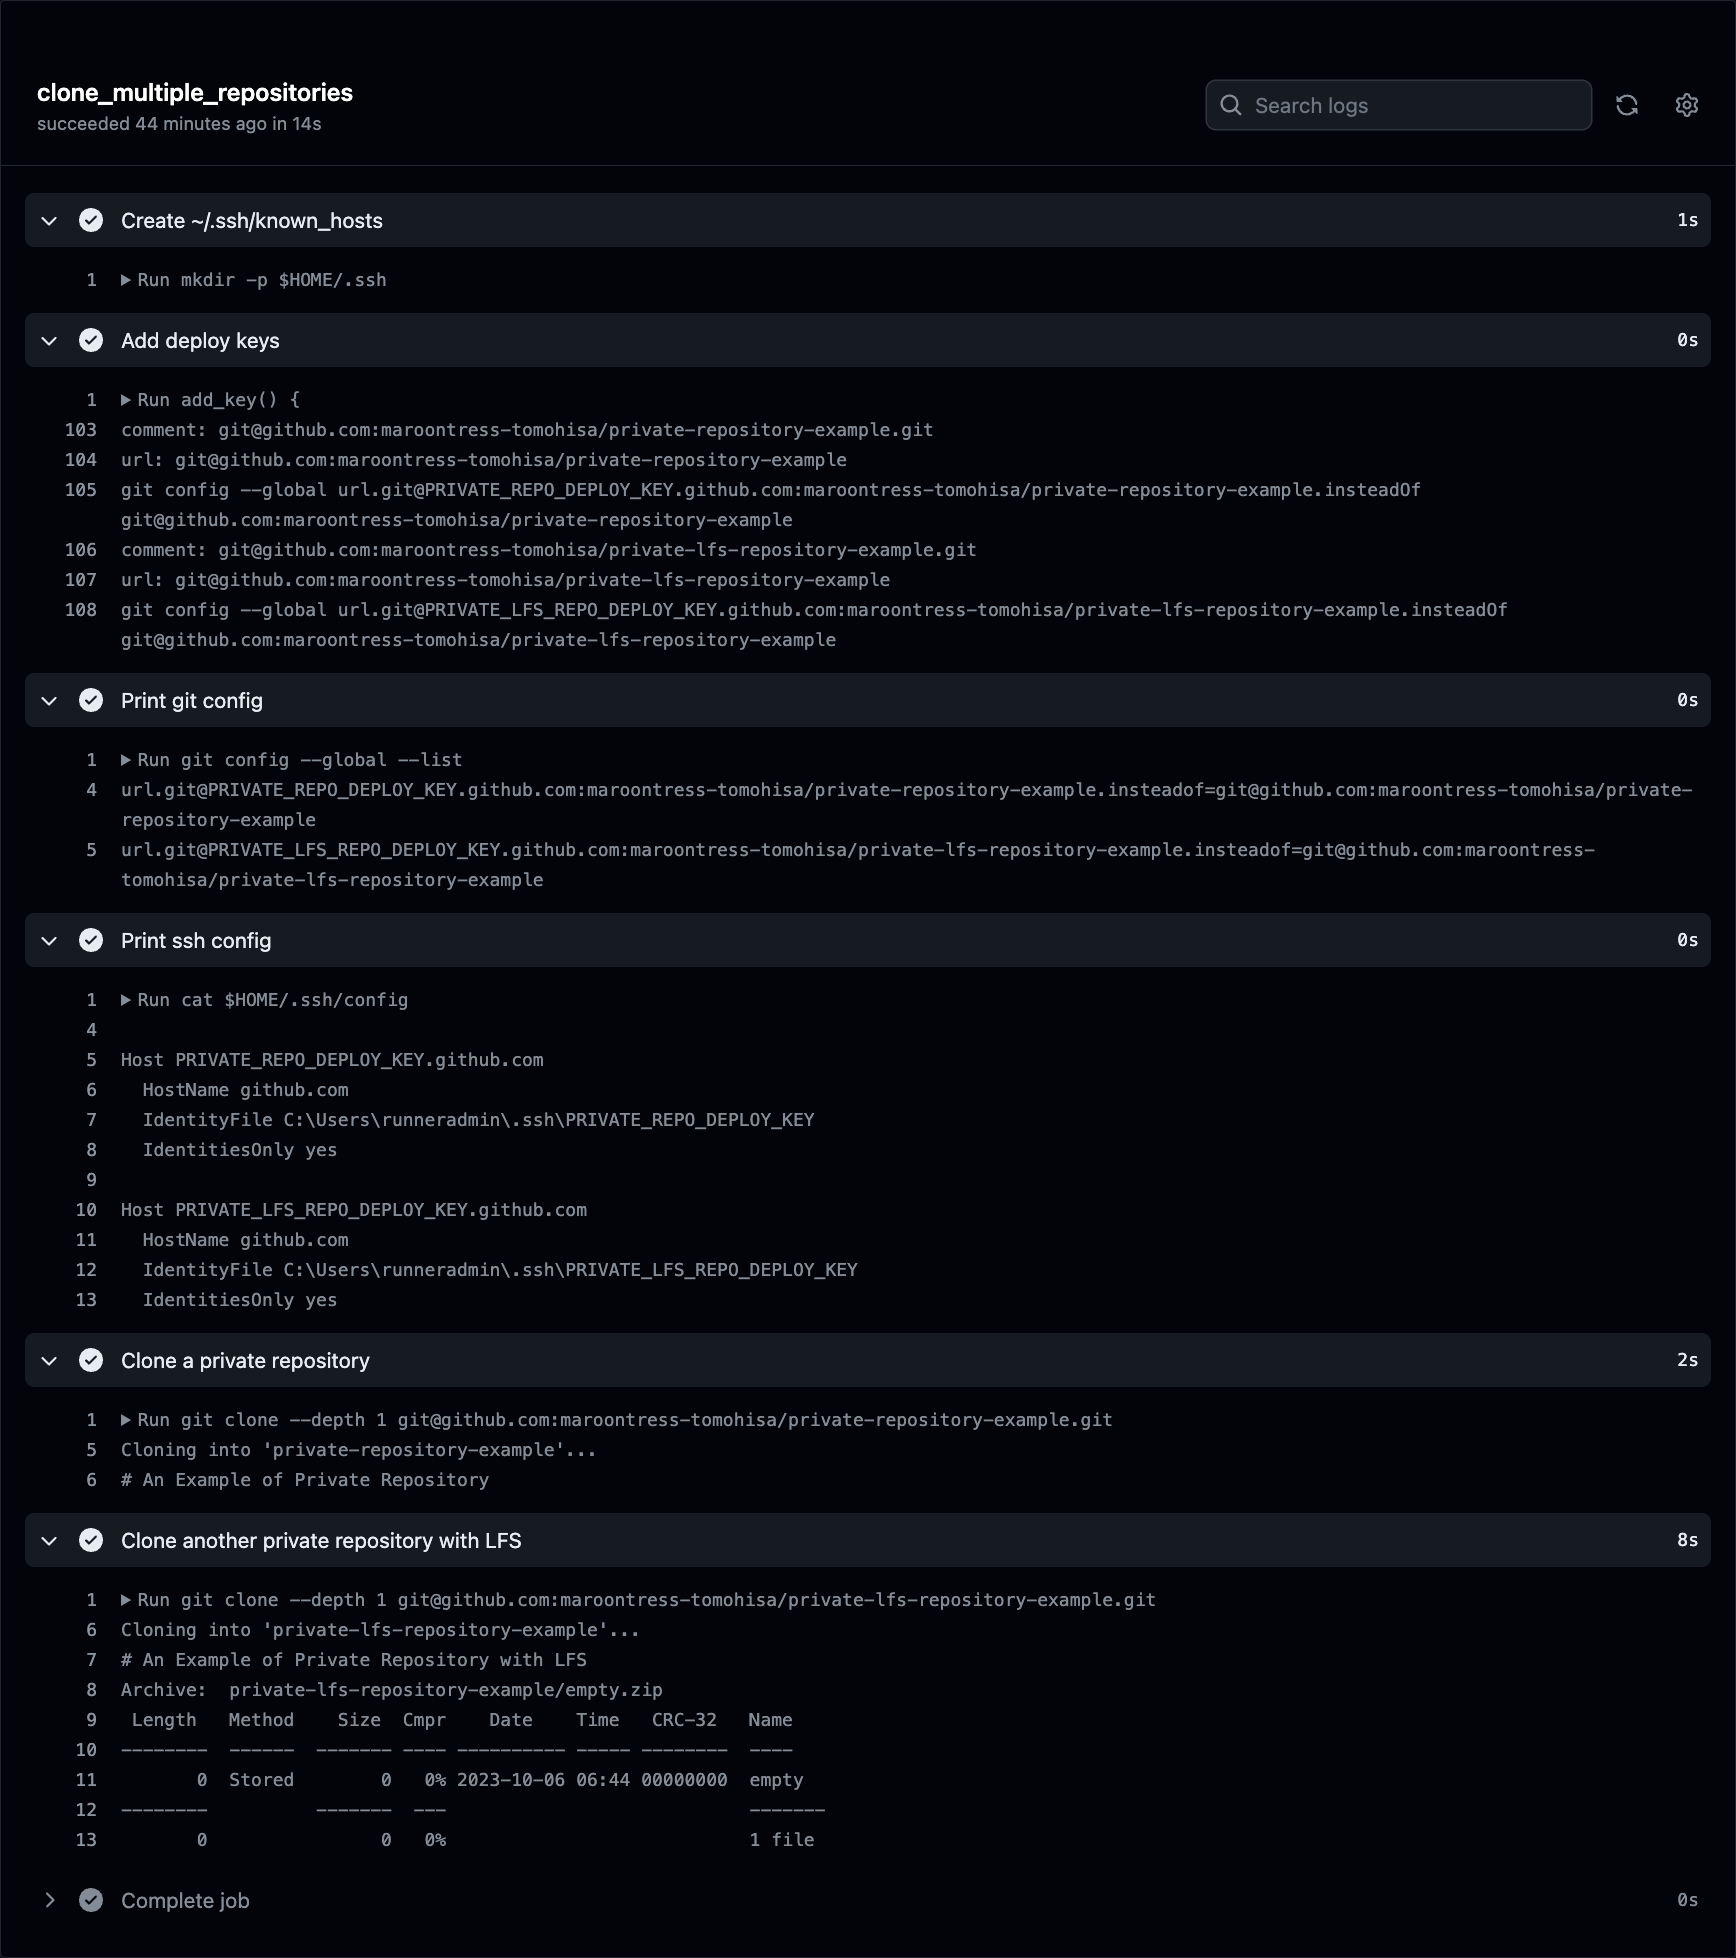 clone_multiple_repositories
succeeded 44 minutes ago in 14s
Search logs
Create ~/.ssh/known_hosts 1s
1 Run mkdir -p $HOME/.ssh
Add deploy keys 0s
1 Run add_key() {
103 comment: git@github.com:maroontress-tomohisa/private-repository-example.git
104 url: git@github.com:maroontress-tomohisa/private-repository-example
105 git config --global url.git@PRIVATE_REPO_DEPLOY_KEY.github.com:maroontress-tomohisa/private-repository-example.insteadOf
git@github.com:maroontress-tomohisa/private-repository-example
106 comment: git@github.com:maroontress-tomohisa/private-lfs-repository-example.git
107 url: git@github.com:maroontress-tomohisa/private-lfs-repository-example
108 git config --global url.git@PRIVATE_LFS_REPO_DEPLOY_KEY.github.com:maroontress-tomohisa/private-lfs-repository-example.insteadOf
git@github.com:maroontress-tomohisa/private-lfs-repository-example
Print git config 0s
1 Run git config --global --list
4 url.git@PRIVATE_REPO_DEPLOY_KEY.github.com:maroontress-tomohisa/private-repository-example.insteadof=git@github.com:maroontress-tomohisa/private-
repository-example
5 url.git@PRIVATE_LFS_REPO_DEPLOY_KEY.github.com:maroontress-tomohisa/private-lfs-repository-example.insteadof=git@github.com:maroontress-
tomohisa/private-lfs-repository-example
Print ssh config 0s
1 Run cat $HOME/.ssh/config
4
5 Host PRIVATE_REPO_DEPLOY_KEY.github.com
6 HostName github.com
7 IdentityFile C:\Users\runneradmin\.ssh\PRIVATE_REPO_DEPLOY_KEY
8 IdentitiesOnly yes
9
10 Host PRIVATE_LFS_REPO_DEPLOY_KEY.github.com
11 HostName github.com
12 IdentityFile C:\Users\runneradmin\.ssh\PRIVATE_LFS_REPO_DEPLOY_KEY
13 IdentitiesOnly yes
Clone a private repository 2s
1 Run git clone --depth 1 git@github.com:maroontress-tomohisa/private-repository-example.git
5 Cloning into 'private-repository-example'...
6 # An Example of Private Repository
Clone another private repository with LFS 8s
1 Run git clone --depth 1 git@github.com:maroontress-tomohisa/private-lfs-repository-example.git
6 Cloning into 'private-lfs-repository-example'...
7 # An Example of Private Repository with LFS
8 Archive:  private-lfs-repository-example/empty.zip
9  Length   Method    Size  Cmpr    Date    Time   CRC-32   Name
10 --------  ------  ------- ---- ---------- ----- --------  ----
11        0  Stored        0   0% 2023-10-06 06:44 00000000  empty
12 --------          -------  ---                            -------
13        0                0   0%                            1 file
Complete job 0s